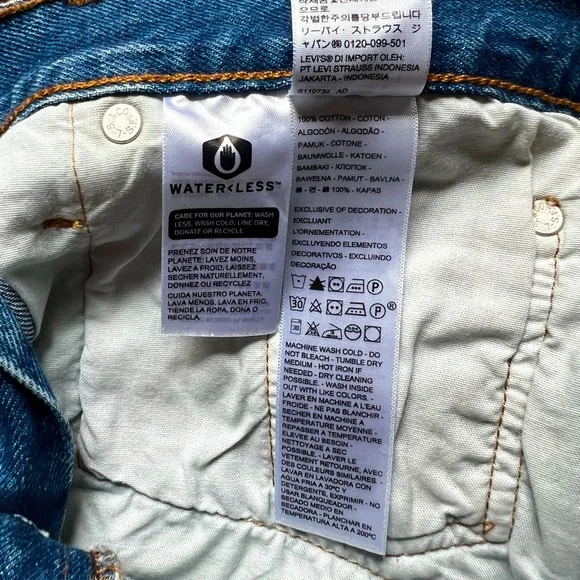 각별한주의를당부드립니다
リーバイ・ストラウス ジ
ャパン㈱ 0120-099-501
LEVI'S® DI IMPORT OLEH:
PT LEVI STRAUSS INDONESIA
JAKARTA - INDONESIA
WATER<LESS™
CARE FOR OUR PLANET: WASH
LESS, WASH COLD, LINE DRY,
DONATE OR RECYCLE
PRENEZ SOIN DE NOTRE
PLANETE: LAVEZ MOINS,
LAVEZ A FROID, LAISSEZ
SECHER NATURELLEMENT,
DONNEZ OU RECYCLEZ
CUIDA NUESTRO PLANETA:
LAVA MENOS, LAVA EN FRIO,
TIENDE LA ROPA, DONA O
RECICLA.
100% COTTON - COTON -
ALGODÓN - ALGODÃO -
PAMUK - COTONE -
BAUMWOLLE - KATOEN -
BAMBAKI - ХЛОПОК -
BAWEŁNA - PAMUT - BAVLNA
- 100% - KAPAS
EXCLUSIVE OF DECORATION -
EXCLUANT
L'ORNEMENTATION -
EXCLUYENDO ELEMENTOS
DECORATIVOS - EXCLUINDO
DECORAÇÃO
P
30 P ®
30
MACHINE WASH COLD - DO
NOT BLEACH - TUMBLE DRY
MEDIUM - HOT IRON IF
NEEDED - DRY CLEANING
POSSIBLE. - WASH INSIDE
OUT WITH LIKE COLORS. -
LAVER EN MACHINE A L'EAU
FROIDE - NE PAS BLANCHIR -
SECHER EN MACHINE A
TEMPERATURE MOYENNE -
REPASSER A TEMPERATURE
ELEVEE AU BESOIN -
NETTOYAGE A SEC
POSSIBLE. - LAVER LE
VETEMENT RETOURNE, AVEC
DES COULEURS SIMILAIRES. -
LAVAR EN LAVADORA CON
AGUA FRIA A 30ºC Y
DETERGENTE, EXPRIMIR - NO
USAR BLANQUEADOR -
SECADO MEDIO EN
SECADORA - PLANCHAR EN
TEMPERATURA ALTA A 200ºC